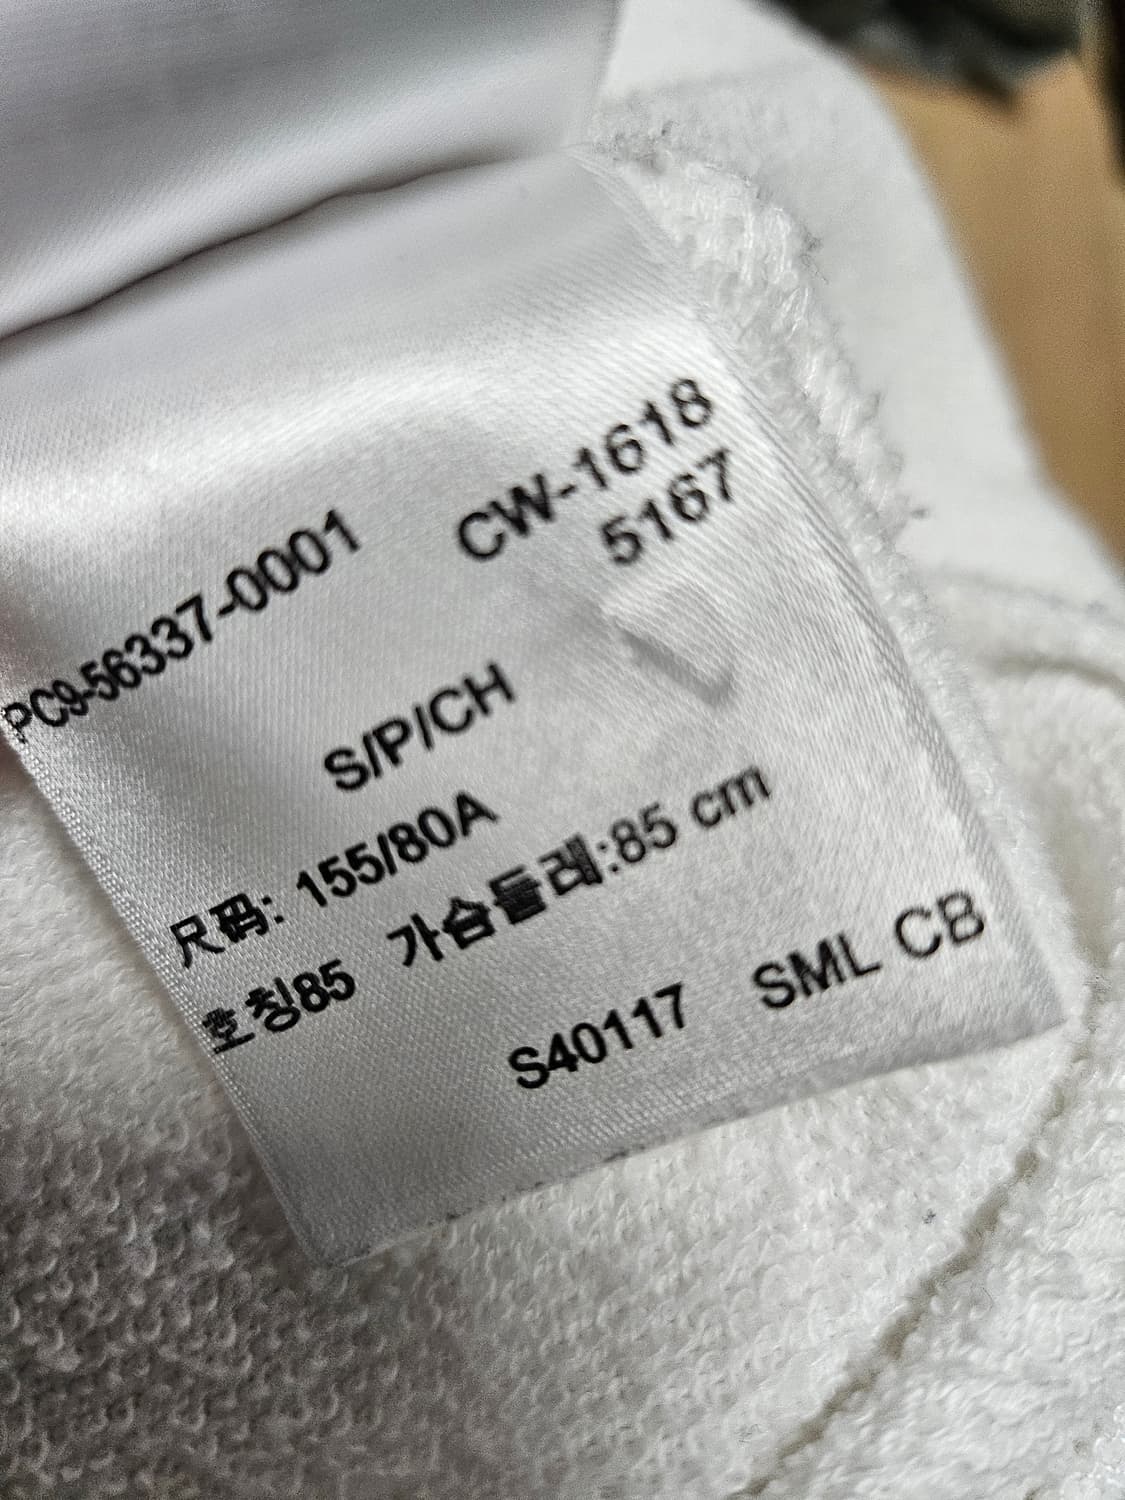 PC9-56337-0001 CW-1618
5167
S/P/CH
尺码: 155/80A
호칭85 가슴둘레:85 cm
S40117 SML CB